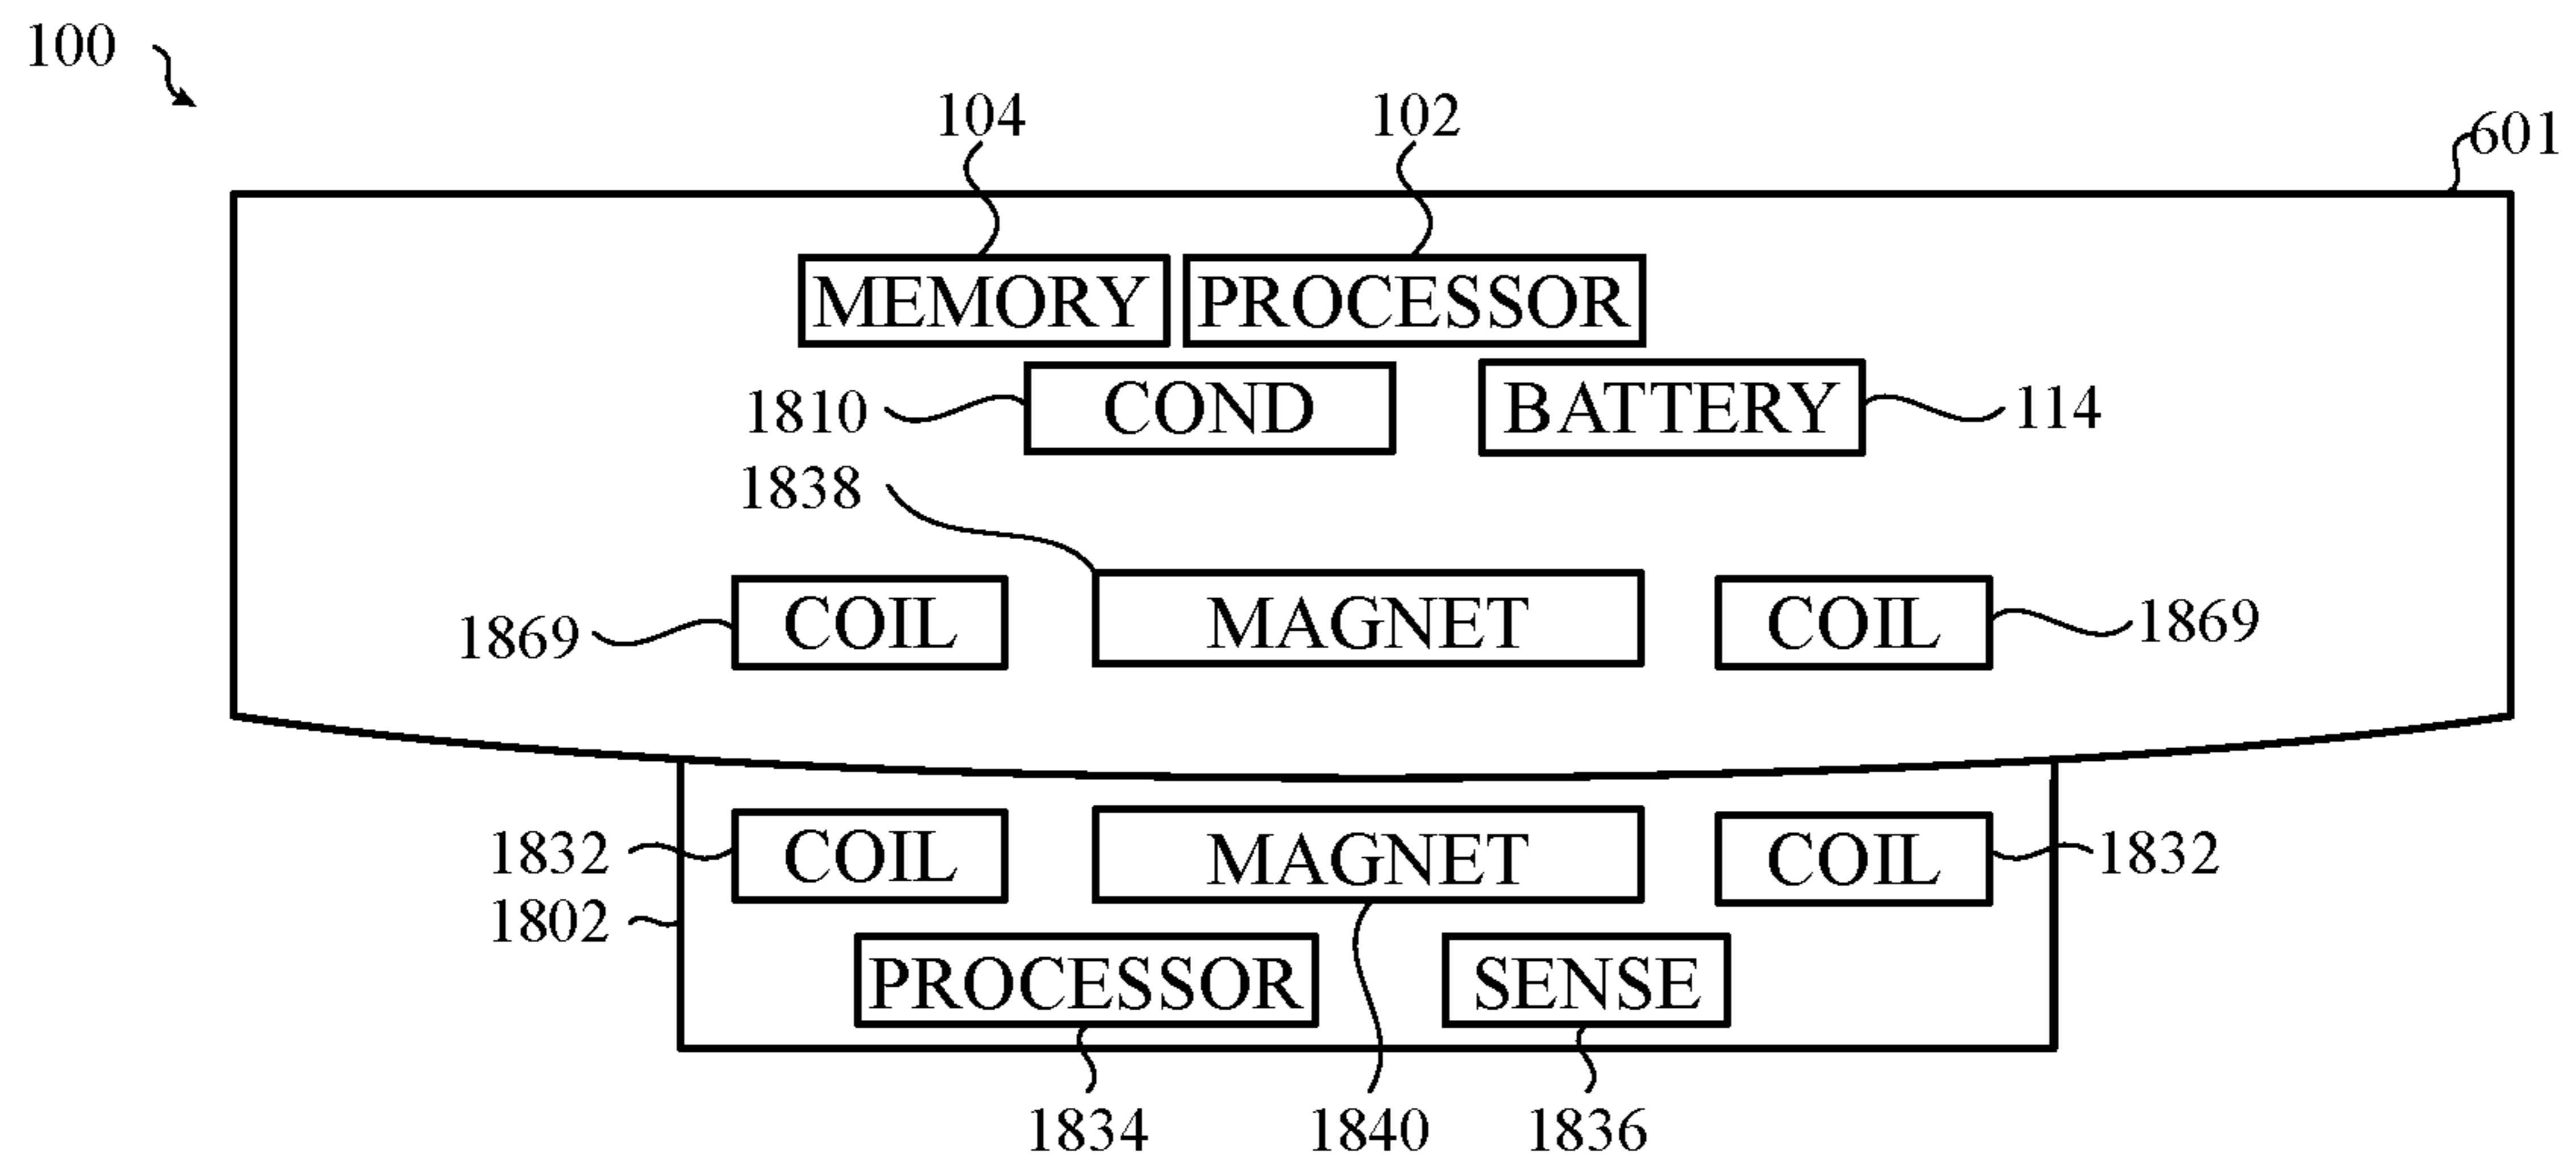 100
104 102
601
MEMORY PROCESSOR
1810 COND BATTERY 114
1838
1869 COIL MAGNET COIL 1869
1832 COIL MAGNET COIL 1832
1802
PROCESSOR SENSE
1834 1840 1836